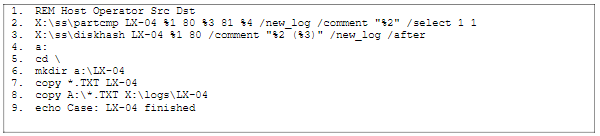 1. REM Host Operator Src Dst
2. X:\ss\partcmp LX-04 %1 80 %3 81 %4 /new_log /comment "%2" /select 1 1
3. X:\ss\diskhash LX-04 %1 80 /comment "%2 (%3)" /new_log /after
4. a:
5. cd \
6. mkdir a:\LX-04
7. copy *.TXT LX-04
8. copy A:\*.TXT X:\logs\LX-04
9. echo Case: LX-04 finished